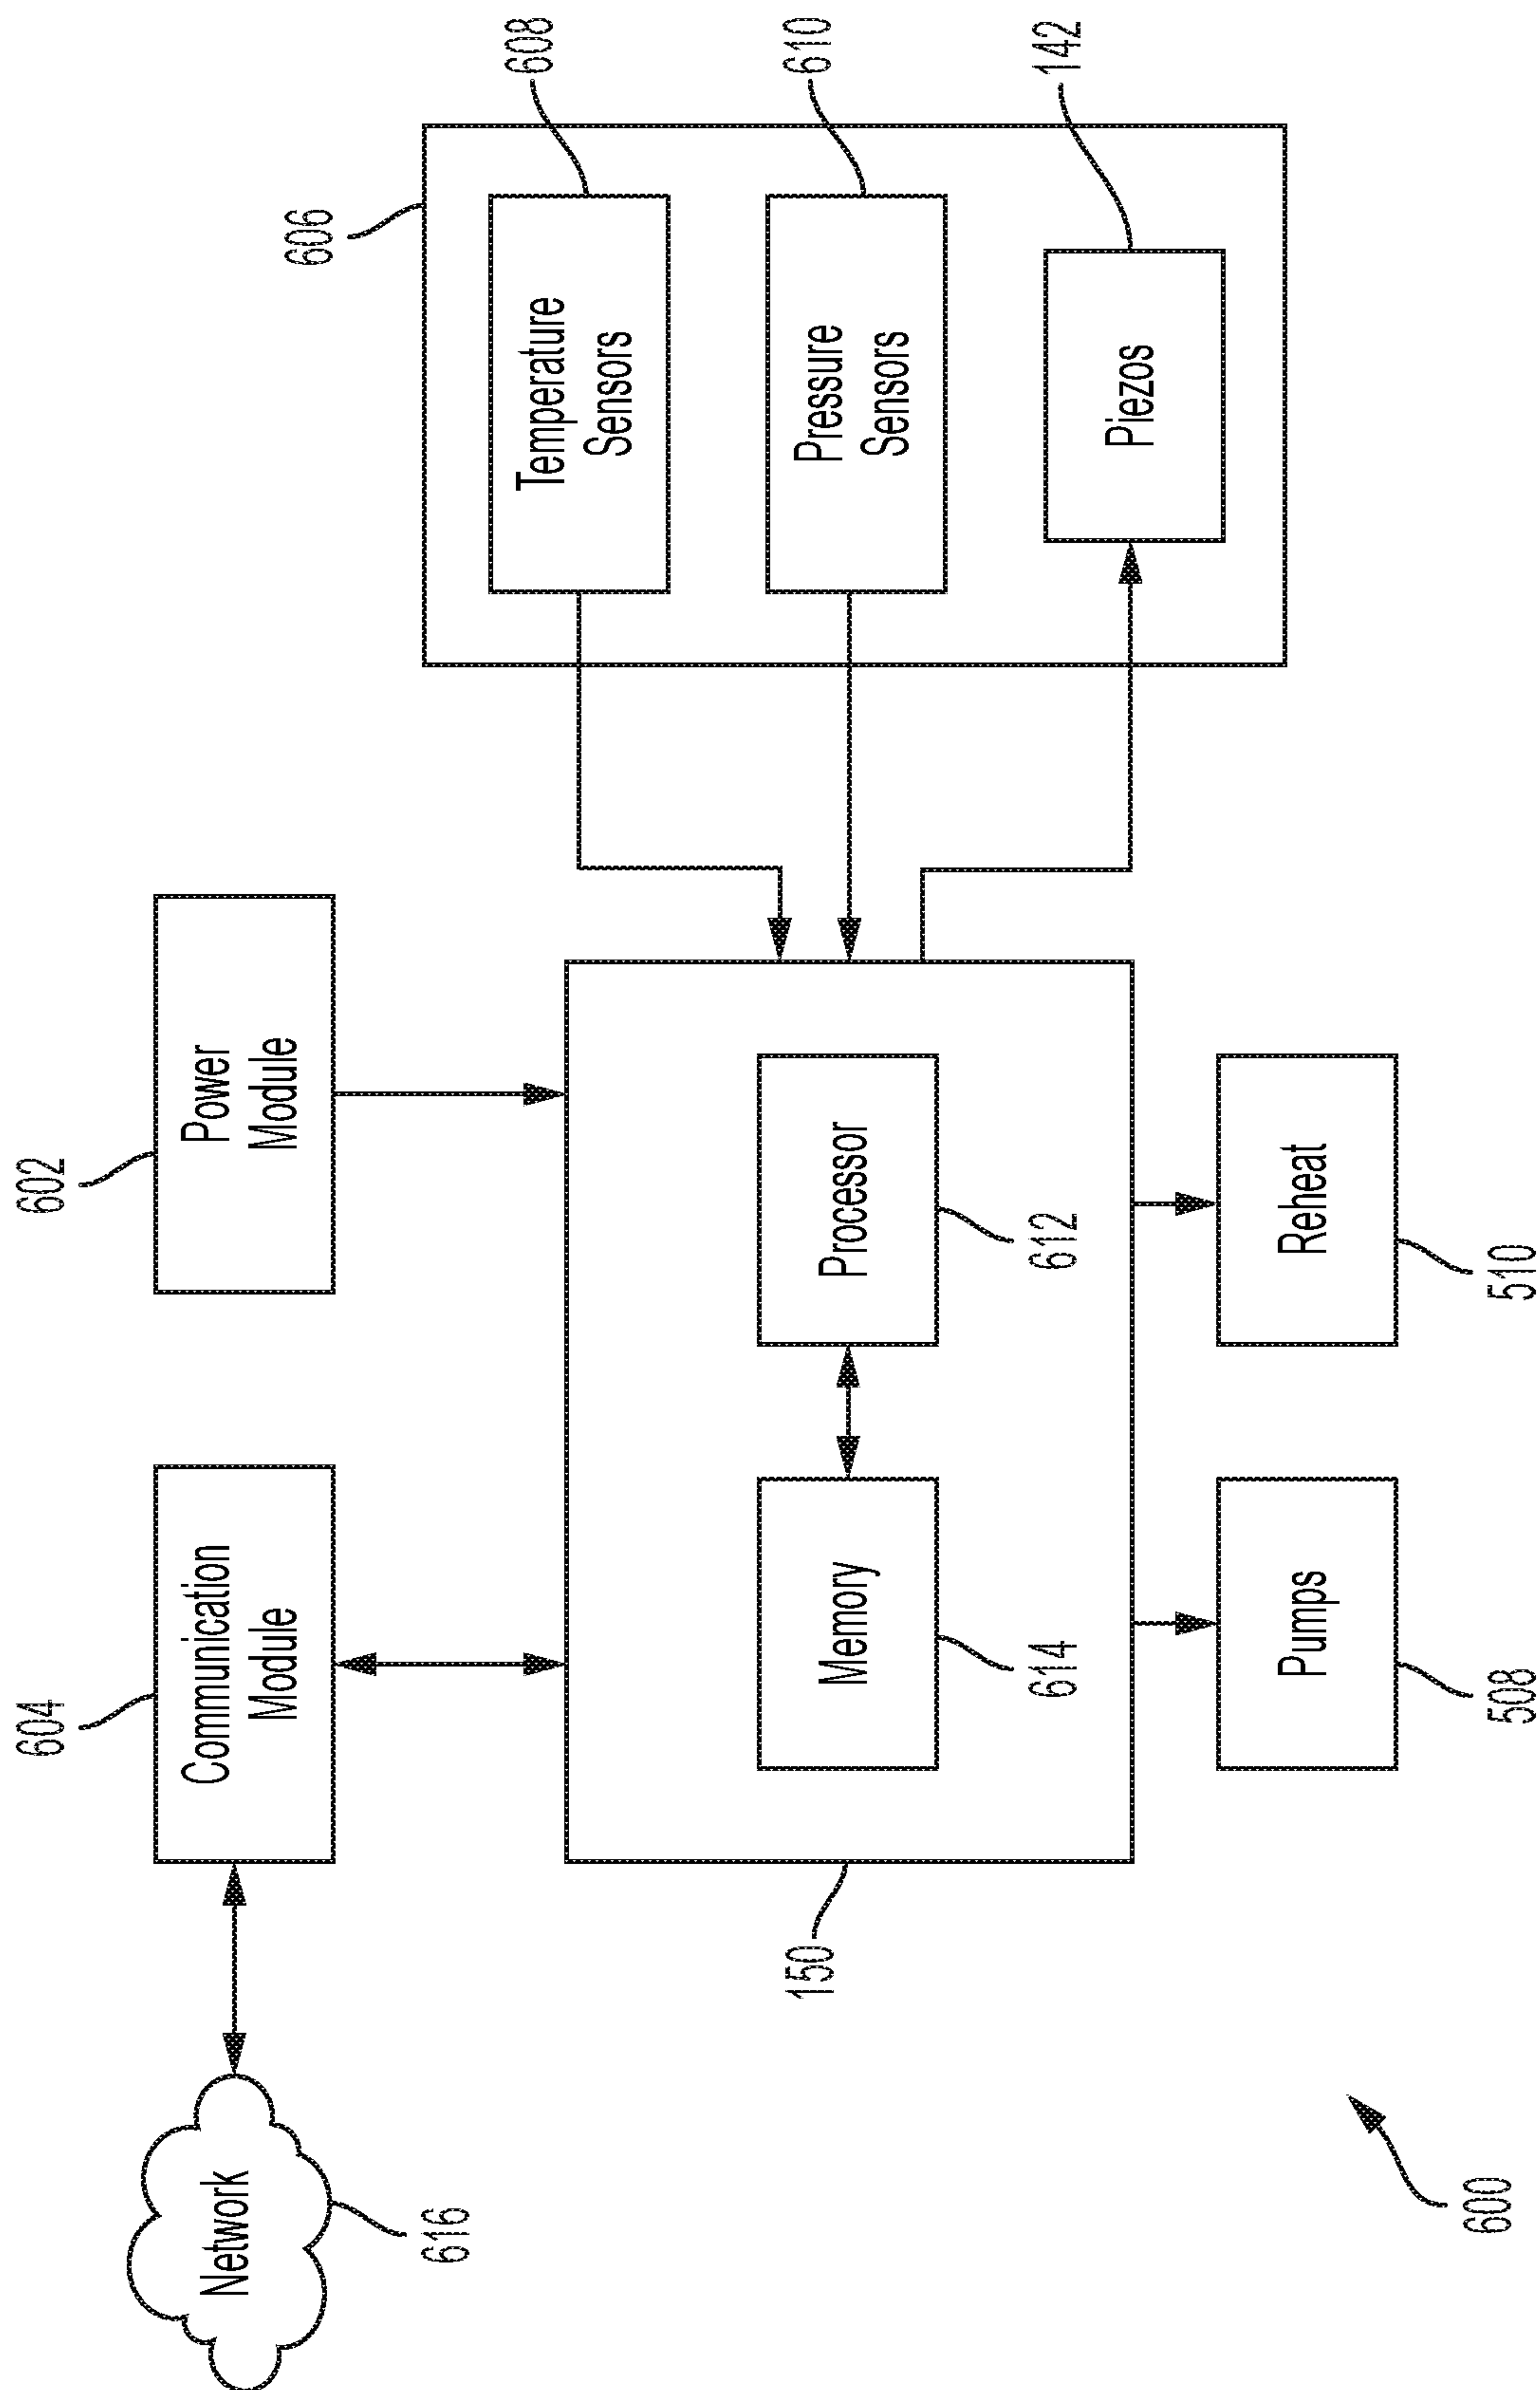 616
Network
604
Communication
Module
602
Power
Module
606
608
Temperature
Sensors
610
Pressure
Sensors
142
Piezos
150
Memory
614
Processor
612
Pumps
508
Reheat
510
600